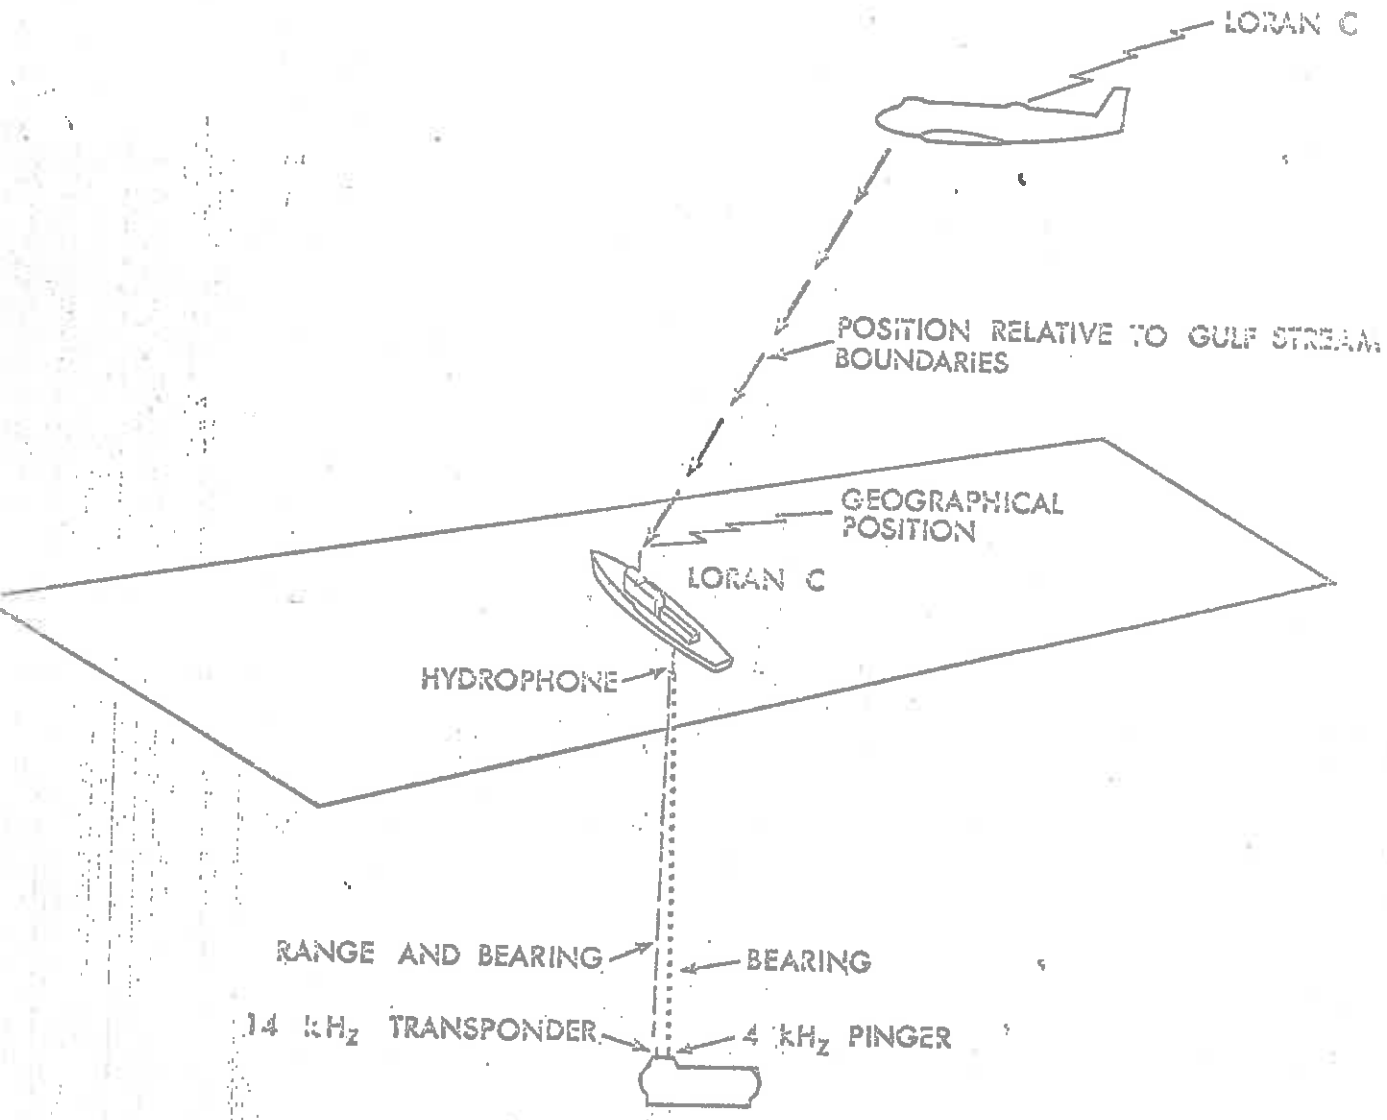 LORAN C
POSITION RELATIVE TO GULF STREAM
BOUNDARIES
GEOGRAPHICAL
POSITION
LORAN C
HYDROPHONE
RANGE AND BEARING
BEARING
14 kHz TRANSPONDER
4 kHz PINGER